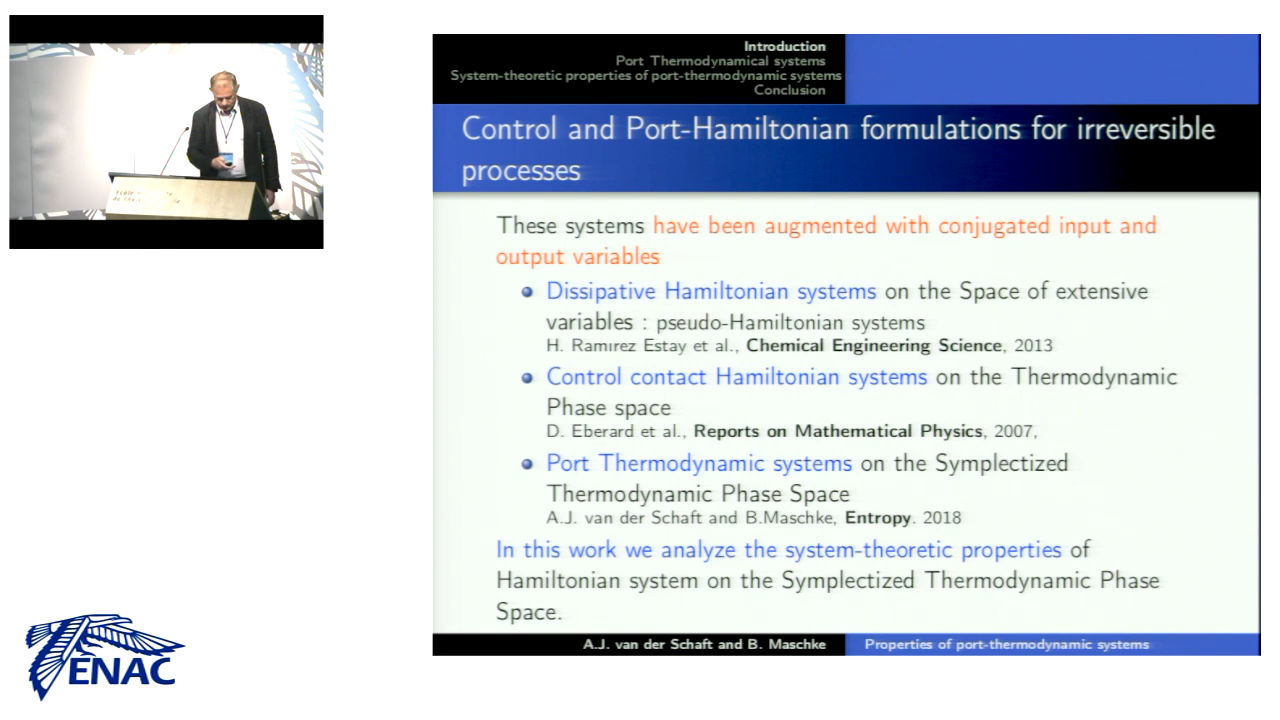 Introduction
Port Thermodynamical systems
System-theoretic properties of port-thermodynamic systems
Conclusion
Control and Port-Hamiltonian formulations for irreversible
processes
These systems have been augmented with conjugated input and
output variables
Dissipative Hamiltonian systems on the Space of extensive
variables : pseudo-Hamiltonian systems
H. Ramırez Estay et al., Chemical Engineering Science, 2013
Control contact Hamiltonian systems on the Thermodynamic
Phase space
D. Eberard et al., Reports on Mathematical Physics, 2007,
Port Thermodynamic systems on the Symplectized
Thermodynamic Phase Space
A.J. van der Schaft and B.Maschke, Entropy. 2018
In this work we analyze the system-theoretic properties of
Hamiltonian system on the Symplectized Thermodynamic Phase
Space.
A.J. van der Schaft and B. Maschke
Properties of port-thermodynamic systems
ENAC